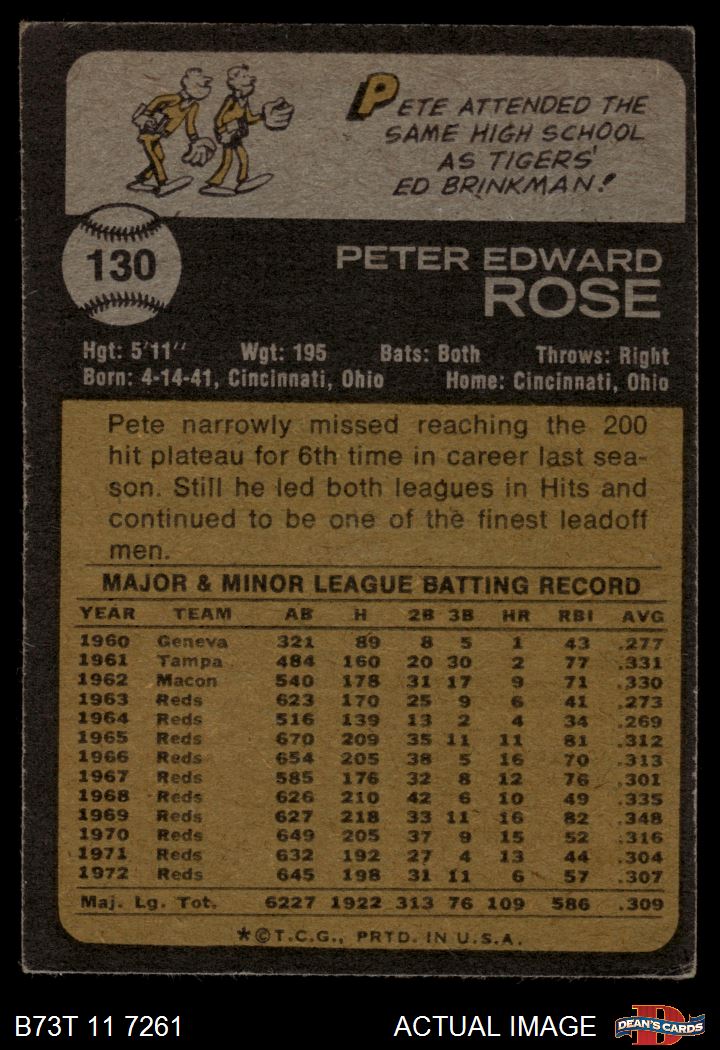 PETE ATTENDED THE
SAME HIGH SCHOOL
AS TIGERS'
ED BRINKMAN!
130
PETER EDWARD
ROSE
Hgt: 5'11" Wgt: 195 Bats: Both Throws: Right
Born: 4-14-41, Cincinnati, Ohio Home: Cincinnati, Ohio
Pete narrowly missed reaching the 200
hit plateau for 6th time in career last sea-
son. Still he led both leagues in Hits and
continued to be one of the finest leadoff
men.
MAJOR & MINOR LEAGUE BATTING RECORD
YEAR TEAM AB H 2B 3B HR RBI AVG
1960 Geneva 321 89 8 5 1 43 .277
1961 Tampa 484 160 20 30 2 77 .331
1962 Macon 540 178 31 17 9 71 .330
1963 Reds 623 170 25 9 6 41 .273
1964 Reds 516 139 13 2 4 34 .269
1965 Reds 670 209 35 11 11 81 .312
1966 Reds 654 205 38 5 16 70 .313
1967 Reds 585 176 32 8 12 76 .301
1968 Reds 626 210 42 6 10 49 .335
1969 Reds 627 218 33 11 16 82 .348
1970 Reds 649 205 37 9 15 52 .316
1971 Reds 632 192 27 4 13 44 .304
1972 Reds 645 198 31 11 6 57 .307
Maj. Lg. Tot. 6227 1922 313 76 109 586 .309
*©T.C.G., PRTD. IN U.S.A.
B73T 11 7261 ACTUAL IMAGE
D
DEAN'S CARDS